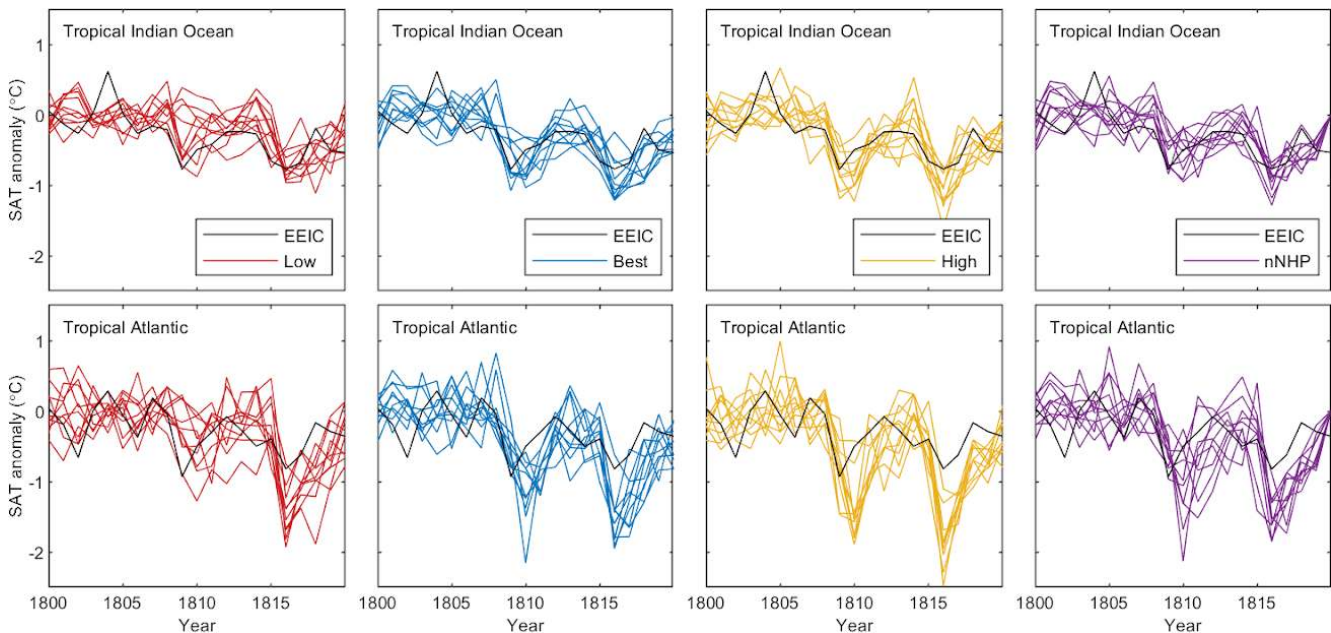 Tropical Indian Ocean
Tropical Indian Ocean
Tropical Indian Ocean
Tropical Indian Ocean
1
0
-1
-2
SAT anomaly (°C)
EEIC
Low
EEIC
Best
EEIC
High
EEIC
nNHP
Tropical Atlantic
Tropical Atlantic
Tropical Atlantic
Tropical Atlantic
1
0
-1
-2
SAT anomaly (°C)
1800 1805 1810 1815
1800 1805 1810 1815
1800 1805 1810 1815
1800 1805 1810 1815
Year
Year
Year
Year